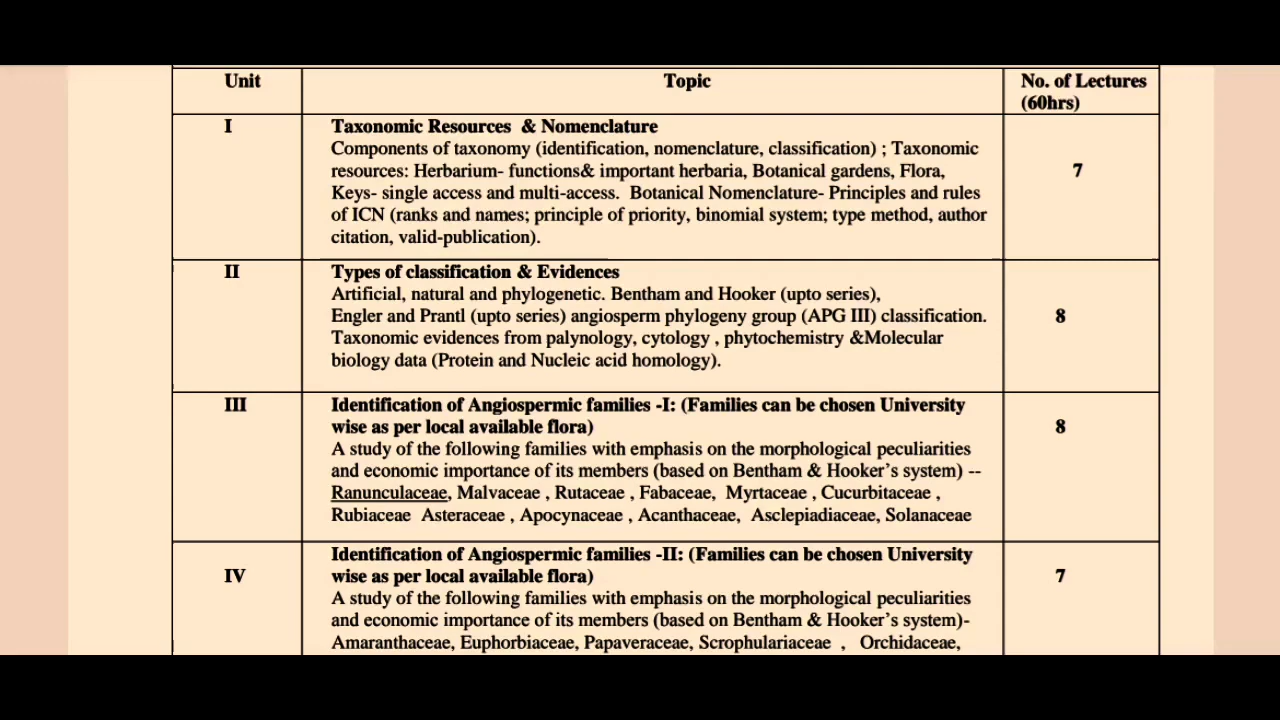 Unit Topic No. of Lectures
(60hrs)
I Taxonomic Resources & Nomenclature
Components of taxonomy (identification, nomenclature, classification) ; Taxonomic
resources: Herbarium- functions& important herbaria, Botanical gardens, Flora,
Keys- single access and multi-access. Botanical Nomenclature- Principles and rules
of ICN (ranks and names; principle of priority, binomial system; type method, author
citation, valid-publication).
7
II Types of classification & Evidences
Artificial, natural and phylogenetic. Bentham and Hooker (upto series),
Engler and Prantl (upto series) angiosperm phylogeny group (APG III) classification.
Taxonomic evidences from palynology, cytology , phytochemistry &Molecular
biology data (Protein and Nucleic acid homology).
8
III Identification of Angiospermic families -I: (Families can be chosen University
wise as per local available flora)
A study of the following families with emphasis on the morphological peculiarities
and economic importance of its members (based on Bentham & Hooker’s system) --
Ranunculaceae, Malvaceae , Rutaceae , Fabaceae, Myrtaceae , Cucurbitaceae ,
Rubiaceae Asteraceae , Apocynaceae , Acanthaceae, Asclepiadiaceae, Solanaceae
8
IV Identification of Angiospermic families -II: (Families can be chosen University
wise as per local available flora)
A study of the following families with emphasis on the morphological peculiarities
and economic importance of its members (based on Bentham & Hooker’s system)-
Amaranthaceae, Euphorbiaceae, Papaveraceae, Scrophulariaceae , Orchidaceae,
7